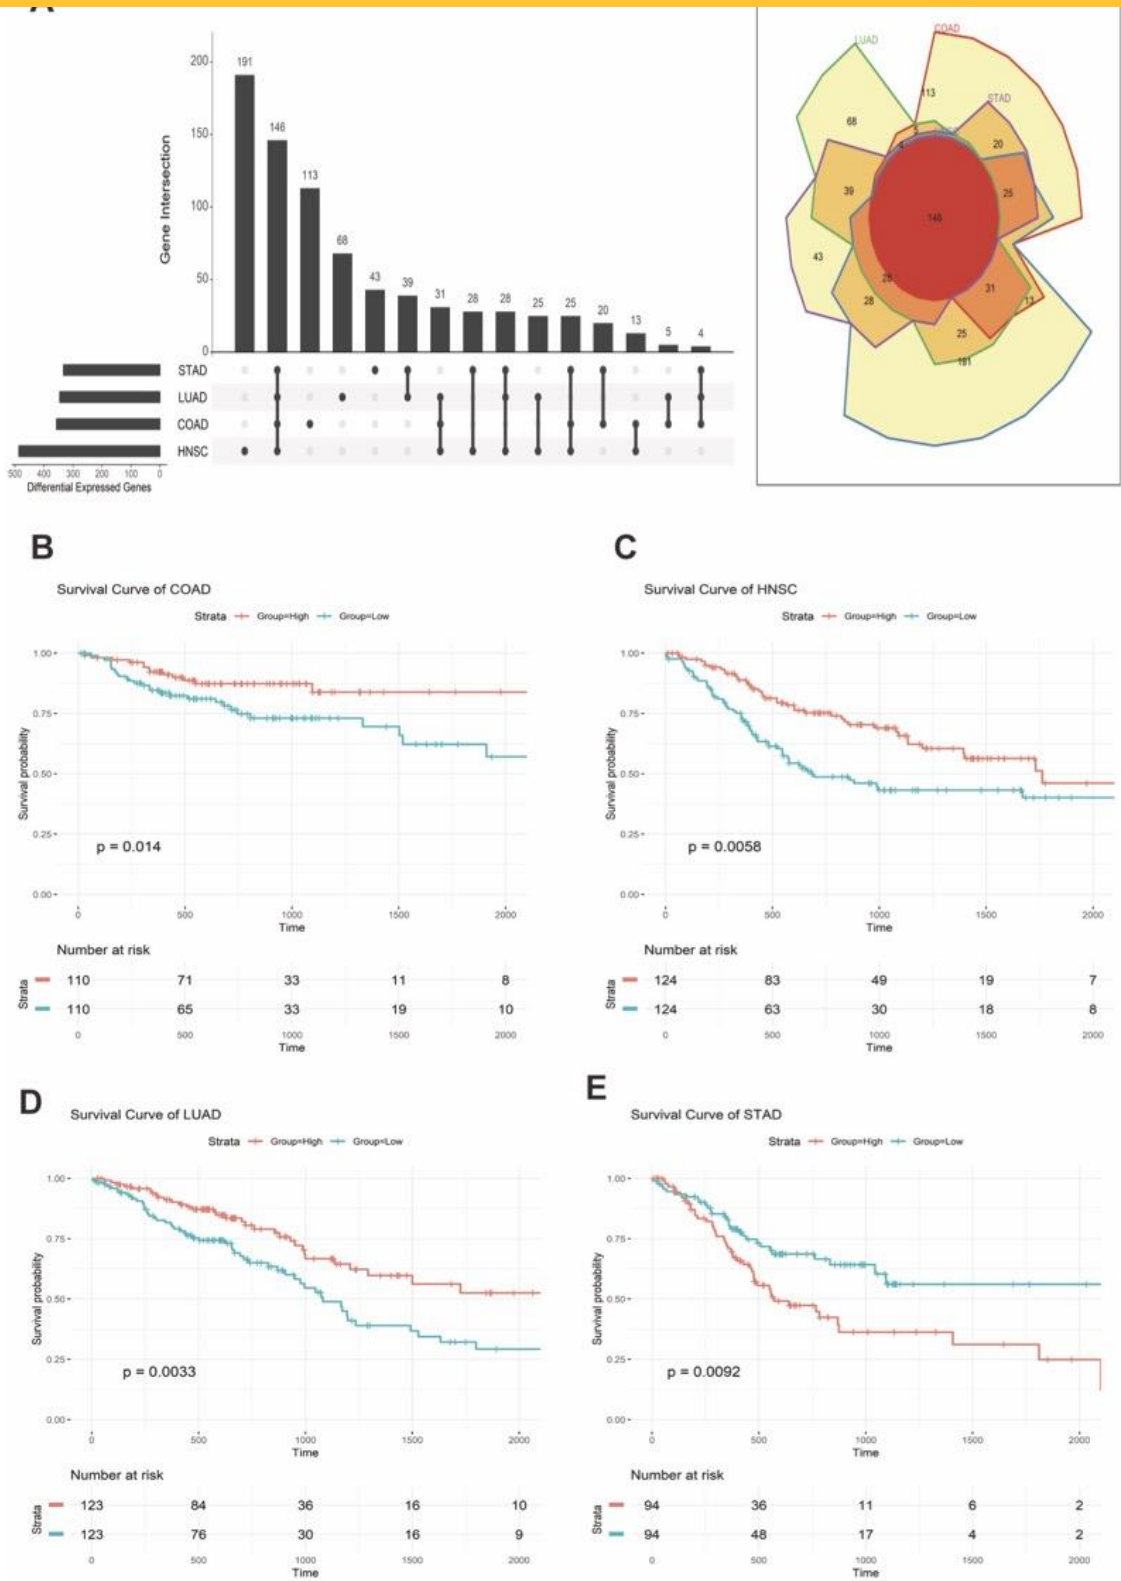 A
200
150
100
50
0
Gene Intersection
191
146
113
68
43
39
31
28
28
25
25
20
13
5
4
STAD
LUAD
COAD
HNSC
500 400 300 200 100 0
Differential Expressed Genes
COAD
LUAD
STAD
113
68
5
4
20
39
25
146
43
28
31
28
13
25
191
B
Survival Curve of COAD
Strata Group=High Group=Low
1.00
0.75
0.50
0.25
0.00
Survival probability
p = 0.014
0 500 1000 1500 2000
Time
Number at risk
Strata
110 71 33 11 8
110 65 33 19 10
0 500 1000 1500 2000
Time
C
Survival Curve of HNSC
Strata Group=High Group=Low
1.00
0.75
0.50
0.25
0.00
Survival probability
p = 0.0058
0 500 1000 1500 2000
Time
Number at risk
Strata
124 83 49 19 7
124 63 30 18 8
0 500 1000 1500 2000
Time
D
Survival Curve of LUAD
Strata Group=High Group=Low
1.00
0.75
0.50
0.25
0.00
Survival probability
p = 0.0033
0 500 1000 1500 2000
Time
Number at risk
Strata
123 84 36 16 10
123 76 30 16 9
0 500 1000 1500 2000
Time
E
Survival Curve of STAD
Strata Group=High Group=Low
1.00
0.75
0.50
0.25
0.00
Survival probability
p = 0.0092
0 500 1000 1500 2000
Time
Number at risk
Strata
94 36 11 6 2
94 48 17 4 2
0 500 1000 1500 2000
Time